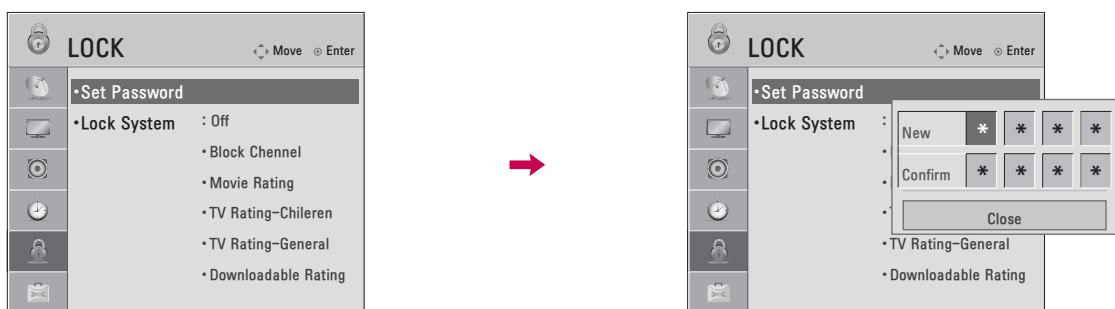 LOCK
Move Enter
•Set Password
•Lock System : Off
•Block Channel
•Movie Rating
•TV Rating-Chileren
•TV Rating-General
•Downloadable Rating
LOCK
Move Enter
•Set Password
•Lock System :
New * * * *
Confirm * * * *
Close
•TV Rating-General
•Downloadable Rating